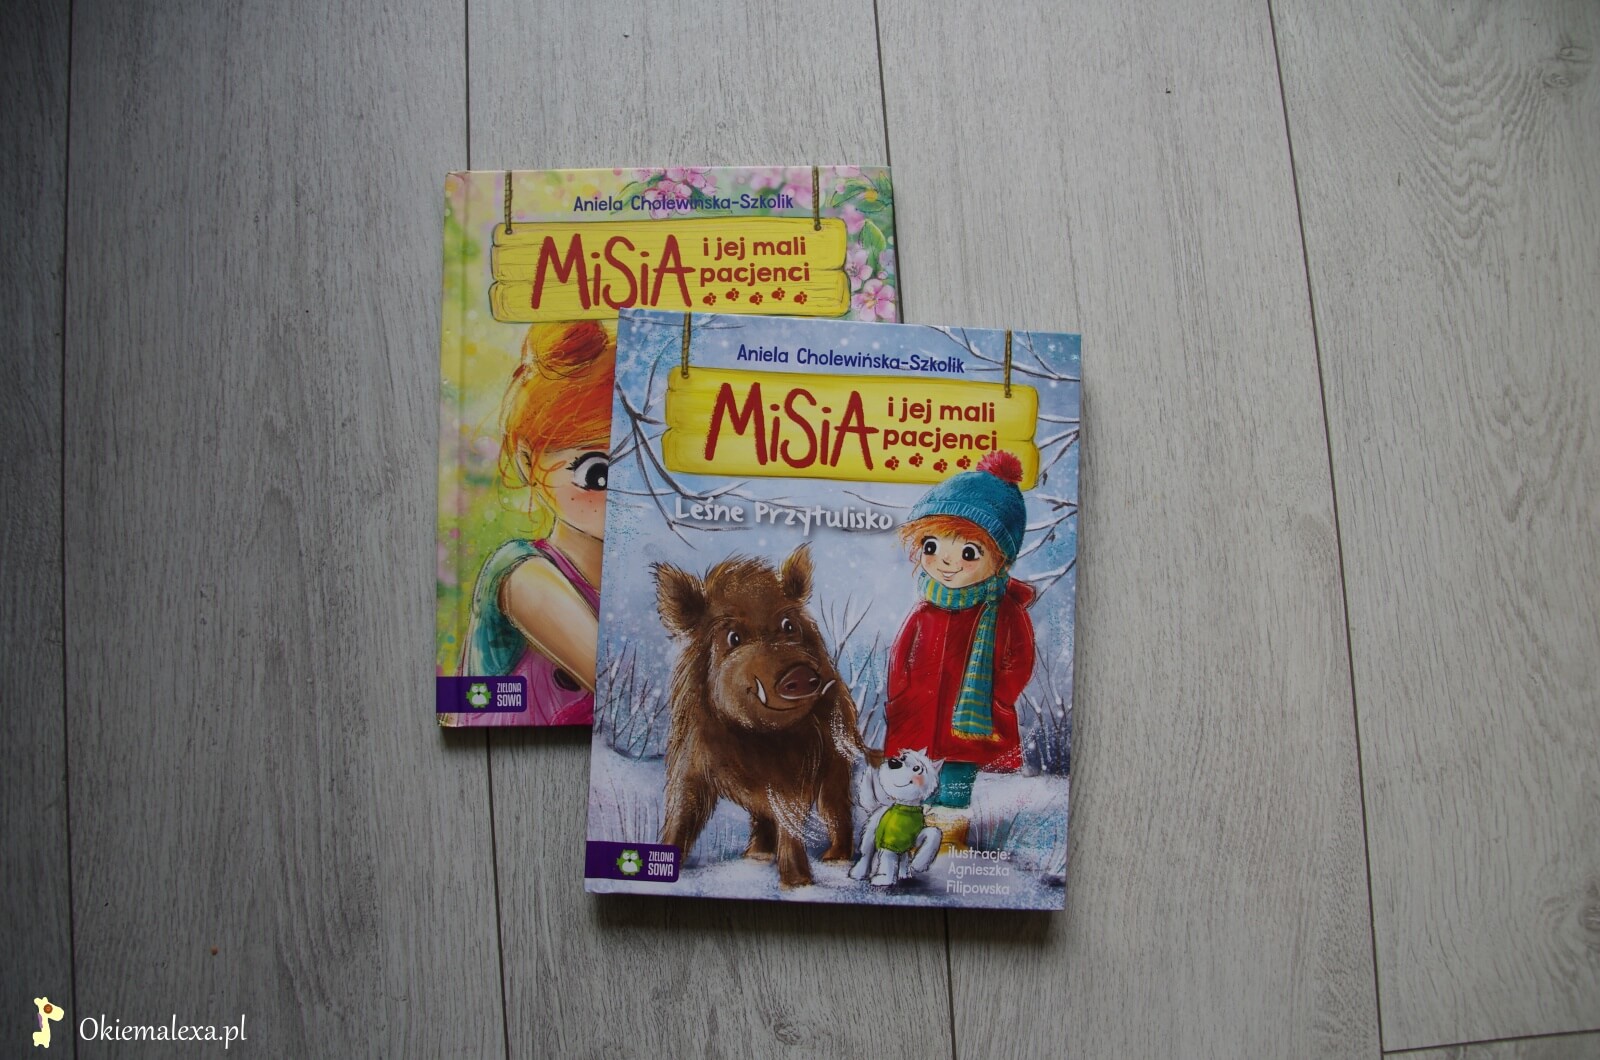 Aniela Cholewińska-Szkolik
MiSiA i jej mali
pacjenci
ZIELONA
SOWA
Aniela Cholewińska-Szkolik
MiSiA i jej mali
pacjenci
Leśne Przytulisko
ZIELONA
SOWA
ilustracje:
Agnieszka
Filipowska
Okiemalexa.pl